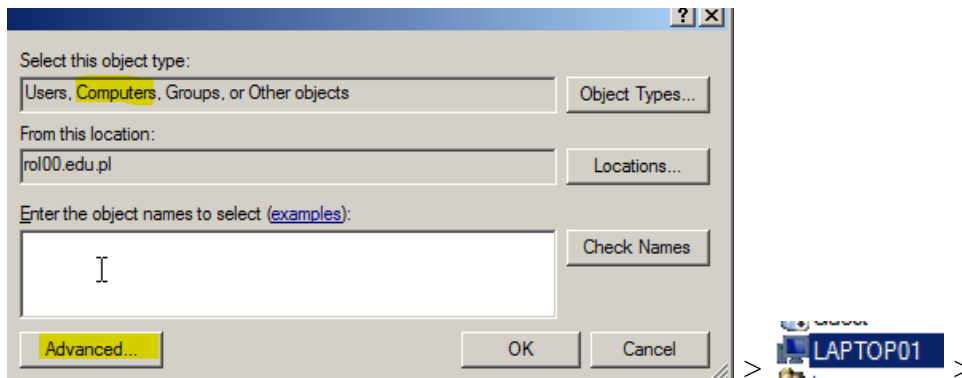 Select this object type:
Users, Computers, Groups, or Other objects
Object Types...
From this location:
rol00.edu.pl
Locations...
Enter the object names to select (examples):
Check Names
Advanced...
OK
Cancel
>
LAPTOP01
>